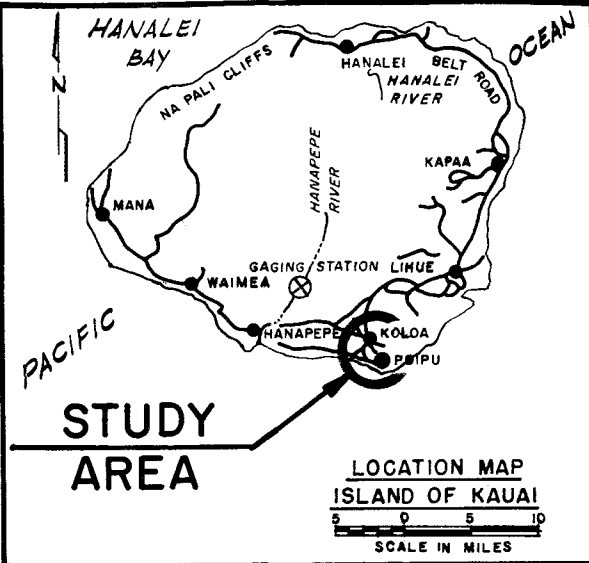 HANALEI
BAY
OCEAN
NA PALI CLIFFS
HANALEI
BELT ROAD
HANALEI
RIVER
N
KAPAA
HANAPEPE
RIVER
MANA
GAGING STATION
LIHUE
WAIMEA
HANAPEPE
KOLOA
PACIFIC
POIPU
STUDY
AREA
LOCATION MAP
ISLAND OF KAUAI
5 0 5 10
SCALE IN MILES